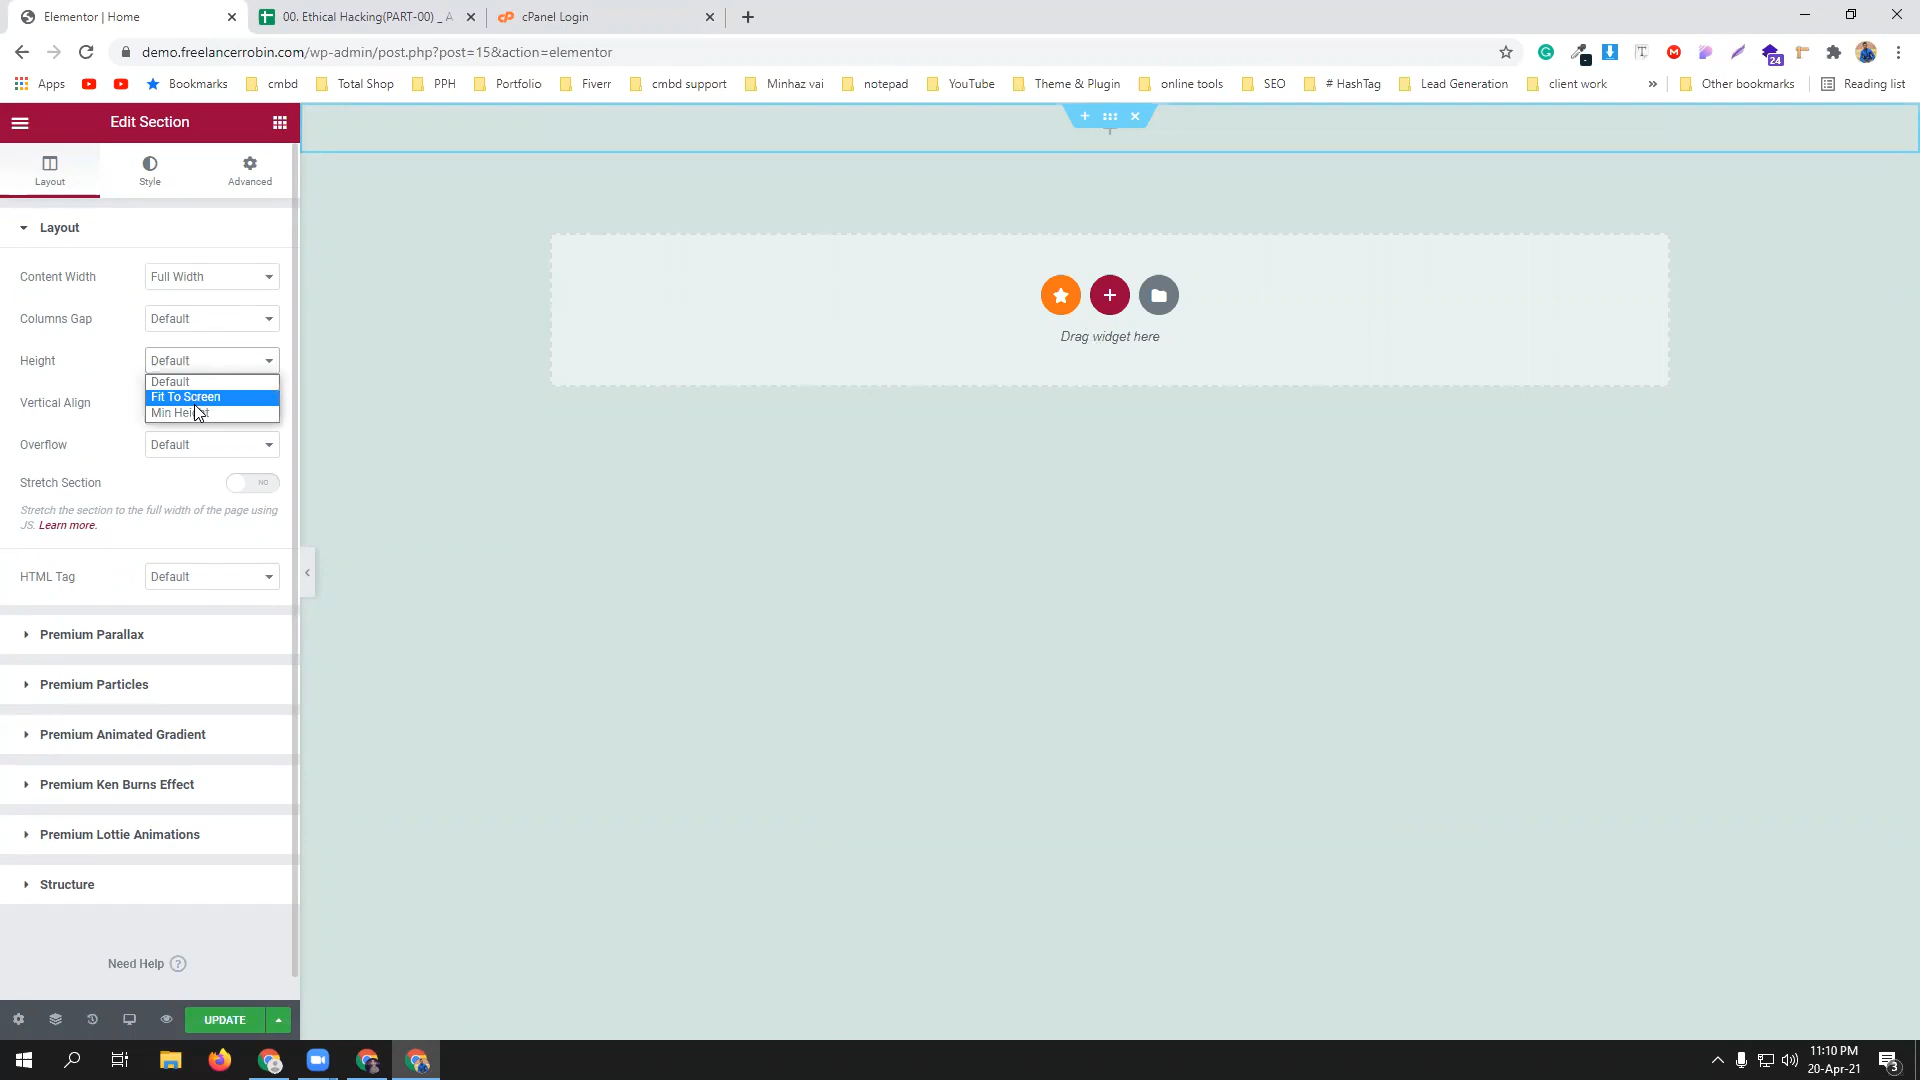 Elementor | Home
00. Ethical Hacking(PART-00) _ A
cPanel Login
demo.freelancerrobin.com/wp-admin/post.php?post=15&action=elementor
24
Apps
Bookmarks
cmbd
Total Shop
PPH
Portfolio
Fiverr
cmbd support
Minhaz vai
notepad
YouTube
Theme & Plugin
online tools
SEO
# HashTag
Lead Generation
client work
»
Other bookmarks
Reading list
Edit Section
Layout
Style
Advanced
Layout
Content Width
Full Width
Columns Gap
Default
Height
Default
Default
Fit To Screen
Min Height
Vertical Align
Overflow
Default
Stretch Section
NO
Stretch the section to the full width of the page using
JS. Learn more.
HTML Tag
Default
Premium Parallax
Premium Particles
Premium Animated Gradient
Premium Ken Burns Effect
Premium Lottie Animations
Structure
Need Help ?
UPDATE
Drag widget here
11:10 PM
20-Apr-21
3